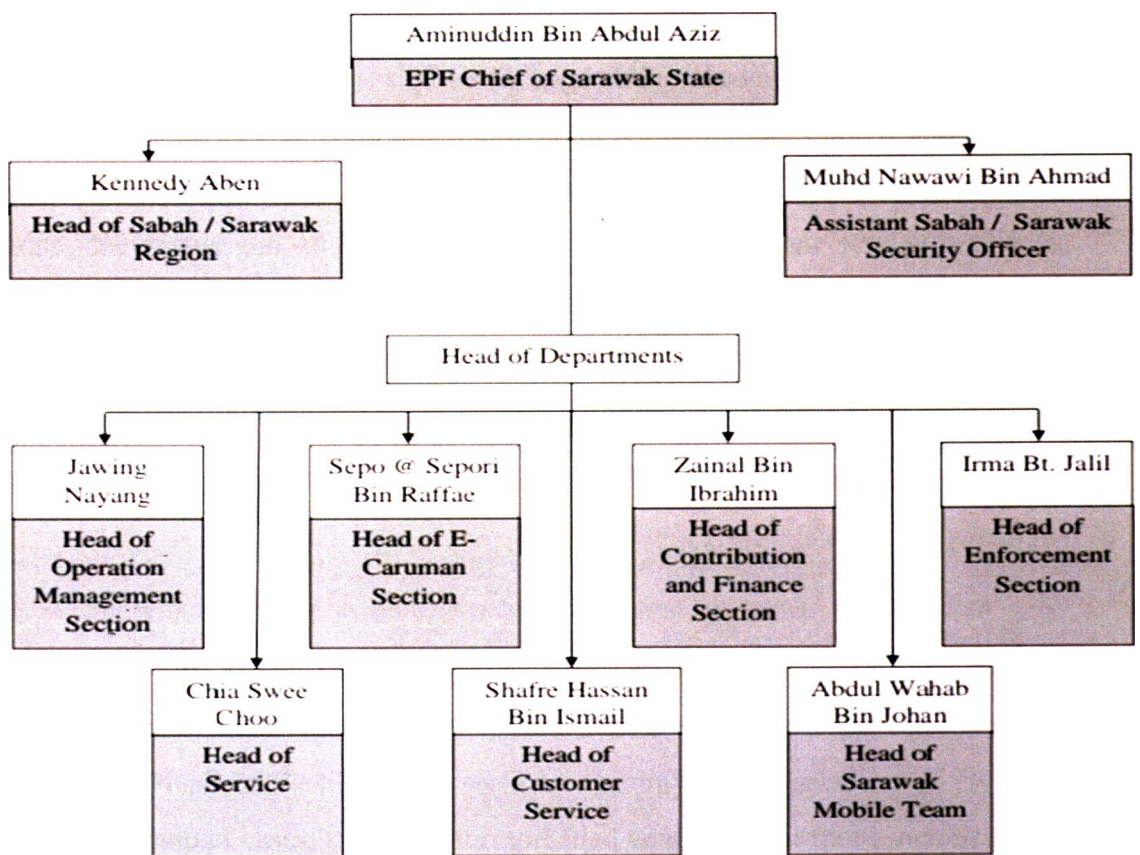 Aminuddin Bin Abdul Aziz
EPF Chief of Sarawak State
Kennedy Aben
Head of Sabah / Sarawak
Region
Muhd Nawawi Bin Ahmad
Assistant Sabah / Sarawak
Security Officer
Head of Departments
Jawing
Nayang
Head of
Operation
Management
Section
Sepo @ Sepori
Bin Raffae
Head of E-
Caruman
Section
Zainal Bin
Ibrahim
Head of
Contribution
and Finance
Section
Irma Bt. Jalil
Head of
Enforcement
Section
Chia Swee
Choo
Head of
Service
Shafre Hassan
Bin Ismail
Head of
Customer
Service
Abdul Wahab
Bin Johan
Head of
Sarawak
Mobile Team